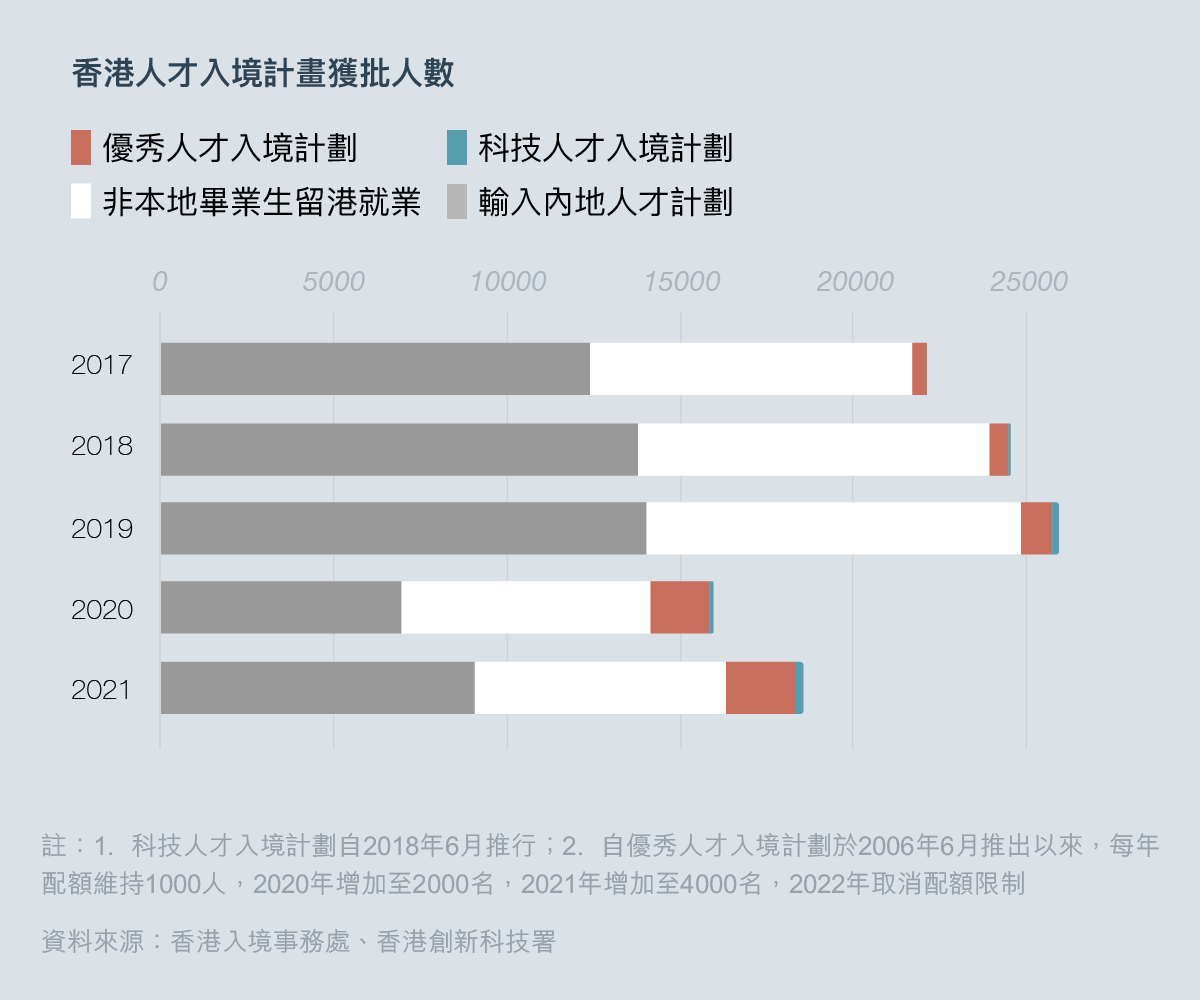 香港人才入境計畫獲批人數
優秀人才入境計劃 科技人才入境計劃
非本地畢業生留港就業 輸入內地人才計劃
0 5000 10000 15000 20000 25000
2017
2018
2019
2020
2021
註：1. 科技人才入境計劃自2018年6月推行；2. 自優秀人才入境計劃於2006年6月推出以來，每年
配額維持1000人，2020年增加至2000名，2021年增加至4000名，2022年取消配額限制
資料來源：香港入境事務處、香港創新科技署